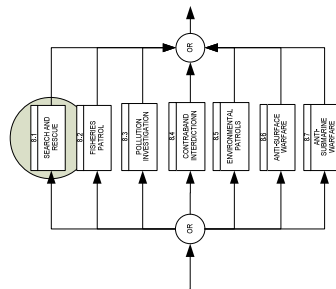 OR
8.1
SEARCH AND
RESCUE
8.2
FISHERIES
PATROL
8.3
POLLUTION
INVESTIGATION
8.4
CONTRABAND
INTERDICTIONN
8.5
ENVIRONMENTAL
PATROLS
8.6
ANTI-SURFACE
WARFARE
8.7
ANTI-
SUBMARINE
WARFARE
OR